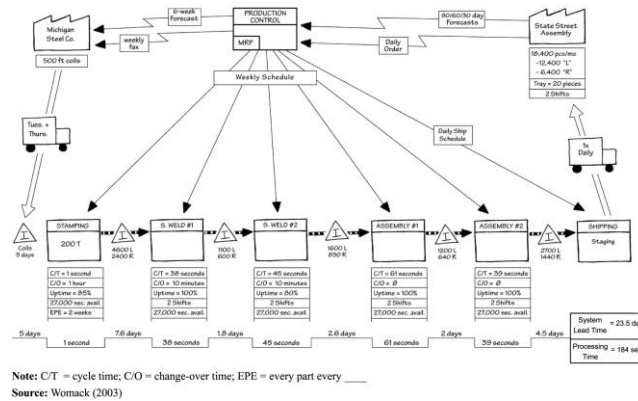 Michigan
Steel Co.
500 ft coils
6-week
Forecast
weekly
fax
PRODUCTION
CONTROL
MRP
90/60/30 day
Forecasts
Daily
Order
State Street
Assembly
18,400 pcs/mo
-12,400 "L"
-6,400 "R"
Tray = 20 pieces
2 Shifts
Weekly Schedule
Tues. +
Thurs.
Daily Ship
Schedule
1x
Daily
I
Coils
5 days
STAMPING
200 T
I
4600 L
2400 R
S. WELD #1
I
1100 L
600 R
S. WELD #2
I
1600 L
850 R
ASSEMBLY #1
I
1200 L
640 R
ASSEMBLY #2
I
2700 L
1440 R
SHIPPING
Staging
C/T = 1 second
C/O = 1 hour
Uptime = 85%
27,000 sec. avail.
EPE = 2 weeks
C/T = 38 seconds
C/O = 10 minutes
Uptime = 100%
2 Shifts
27,000 sec. avail.
C/T = 45 seconds
C/O = 10 minutes
Uptime = 80%
2 Shifts
27,000 sec. avail.
C/T = 61 seconds
C/O = Ø
Uptime = 100%
2 Shifts
27,000 sec. avail.
C/T = 39 seconds
C/O = Ø
Uptime = 100%
2 Shifts
27,000 sec. avail.
5 days
1 second
7.6 days
38 seconds
1.8 days
45 seconds
2.6 days
61 seconds
2 days
39 seconds
4.5 days
System
Lead Time = 23.5 da
Processing
Time = 184 se
Note: C/T = cycle time; C/O = change-over time; EPE = every part every ____
Source: Womack (2003)